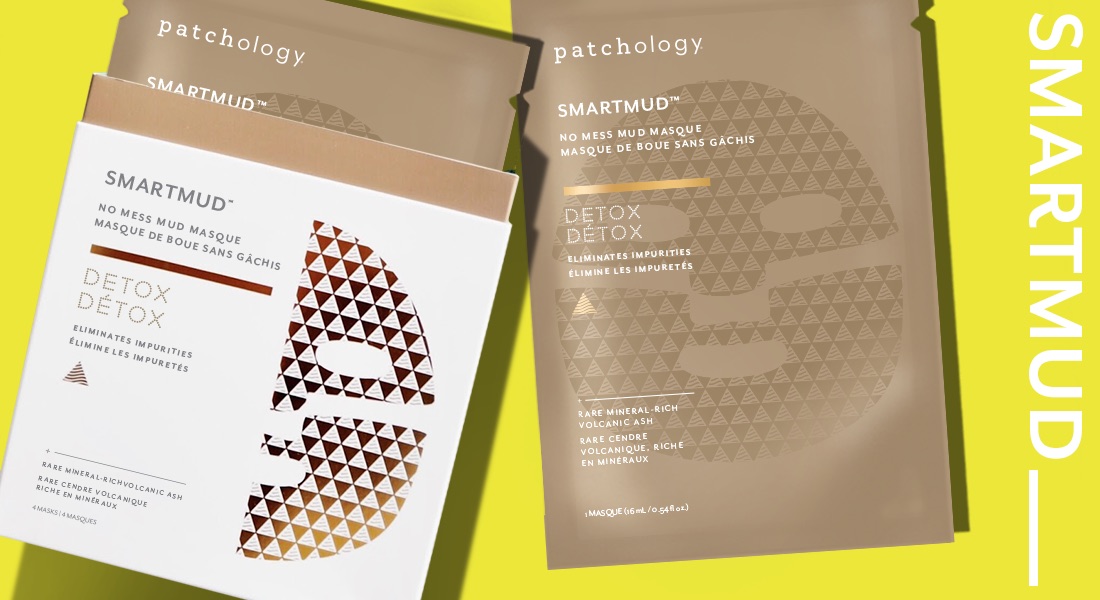 patchology
SMARTMUD™
SMARTMUD™
NO MESS MUD MASQUE
MASQUE DE BOUE SANS GÂCHIS
DETOX
DÉTOX
ELIMINATES IMPURITIES
ÉLIMINE LES IMPURETÉS
RARE MINERAL-RICHVOLCANIC ASH
RARE CENDRE VOLCANIQUE
RICHE EN MINÉRAUX
4 MASKS | 4 MASQUES
patchology
SMARTMUD™
NO MESS MUD MASQUE
MASQUE DE BOUE SANS GÂCHIS
DETOX
DÉTOX
ELIMINATES IMPURITIES
ÉLIMINE LES IMPURETÉS
RARE MINERAL-RICH
VOLCANIC ASH
RARE CENDRE
VOLCANIQUE, RICHE
EN MINÉRAUX
1 MASQUE (16 mL / 0.54 fl oz.)
SMARTMUD